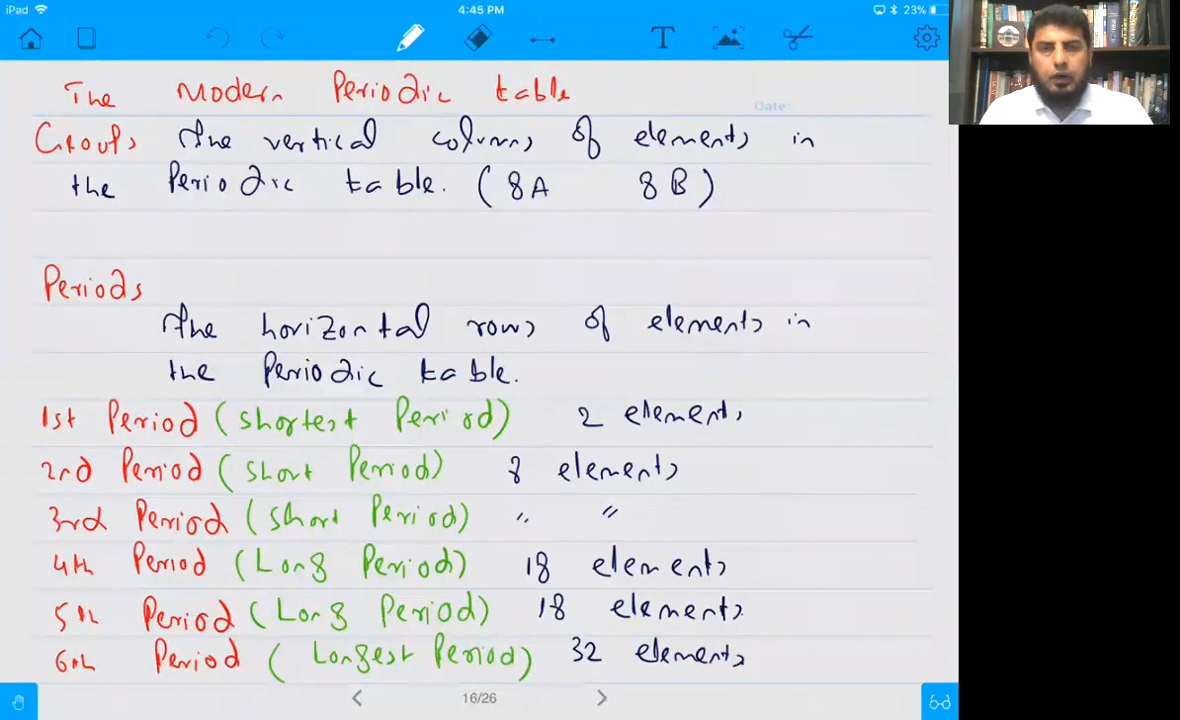 iPad 4:45 PM 23%
T
The Modern Periodic table
Date:
Groups the vertical columns of elements in
the Periodic table. (8A 8B)
Periods
the horizontal rows of elements in
the Periodic table.
1st Period (shortest Period) 2 elements
2nd Period (short Period) 8 elements
3rd Period (short Period) " "
4th Period (Long Period) 18 elements
5th Period (Long Period) 18 elements
6th Period (Longest Period) 32 elements
16/26